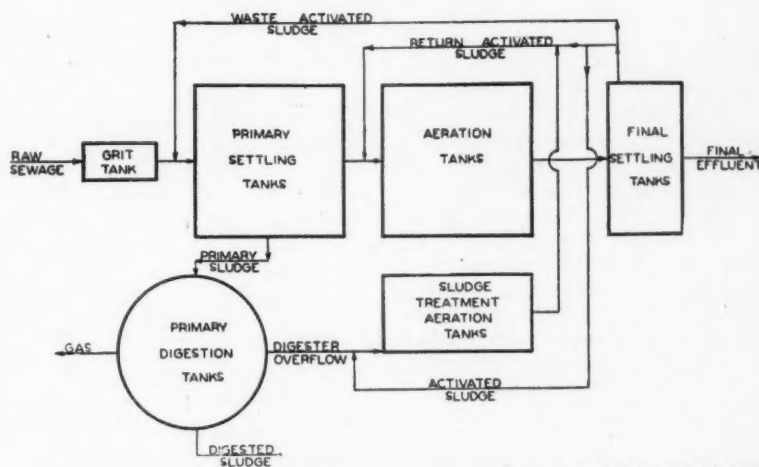 WASTE ACTIVATED
SLUDGE
RETURN ACTIVATED
SLUDGE
RAW
SEWAGE
GRIT
TANK
PRIMARY
SETTLING
TANKS
AERATION
TANKS
FINAL
SETTLING
TANKS
FINAL
EFFLUENT
PRIMARY
SLUDGE
GAS
PRIMARY
DIGESTION
TANKS
DIGESTER
OVERFLOW
SLUDGE
TREATMENT
AERATION
TANKS
ACTIVATED
SLUDGE
DIGESTED
SLUDGE